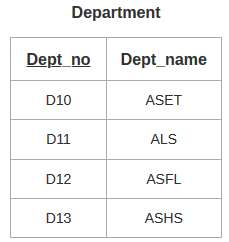 Department
Dept_no Dept_name
D10 ASET
D11 ALS
D12 ASFL
D13 ASHS